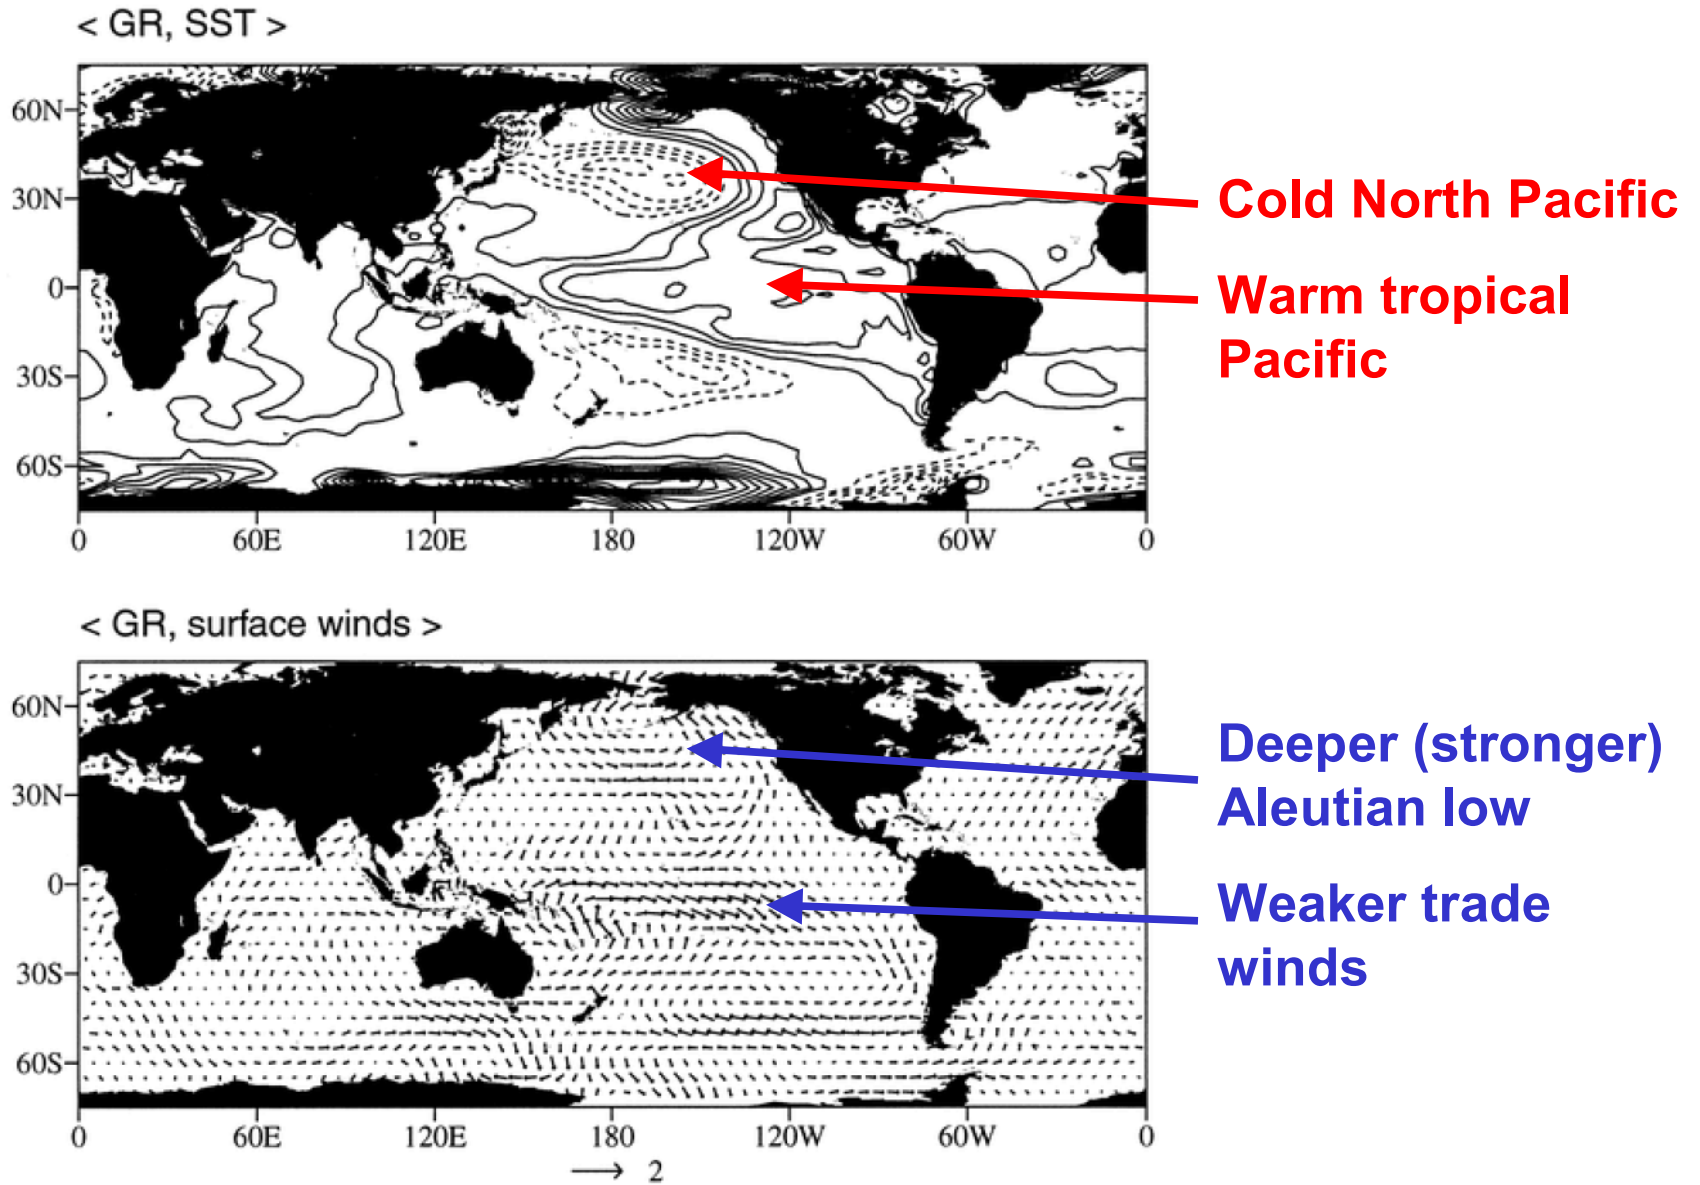 < GR, SST >
60N
30N
0
30S
60S
0 60E 120E 180 120W 60W 0
Cold North Pacific
Warm tropical
Pacific
< GR, surface winds >
60N
30N
0
30S
60S
0 60E 120E 180 120W 60W 0
2
Deeper (stronger)
Aleutian low
Weaker trade
winds